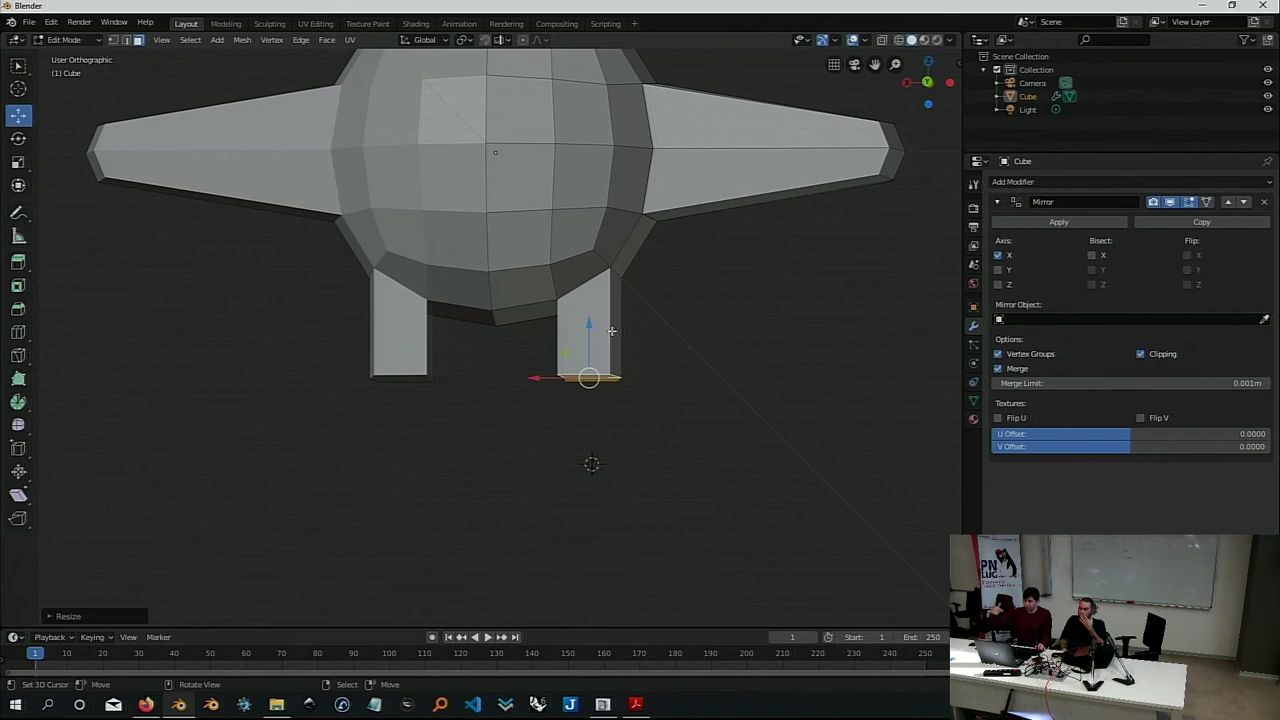 Blender
File Edit Render Window Help Layout Modeling Sculpting UV Editing Texture Paint Shading Animation Rendering Compositing Scripting + Scene View Layer
Edit Mode View Select Add Mesh Vertex Edge Face UV Global
User Orthographic
(1) Cube
Scene Collection
Collection
Camera
Cube
Light
Cube
Add Modifier
Mirror
Apply Copy
Axis: Bisect: Flip:
X X X
Y Y Y
Z Z Z
Mirror Object:
Options:
Vertex Groups Clipping
Merge
Merge Limit: 0.001m
Textures:
Flip U Flip V
U Offset: 0.0000
V Offset: 0.0000
PN
LUG
Resize
Playback Keying View Marker 1 Start: 1 End: 250
1 10 20 30 40 50 60 70 80 90 100 110 120 130 140 150 160 170 180 190 200 210 220 230 240 250
Set 3D Cursor Move Rotate View Select Move